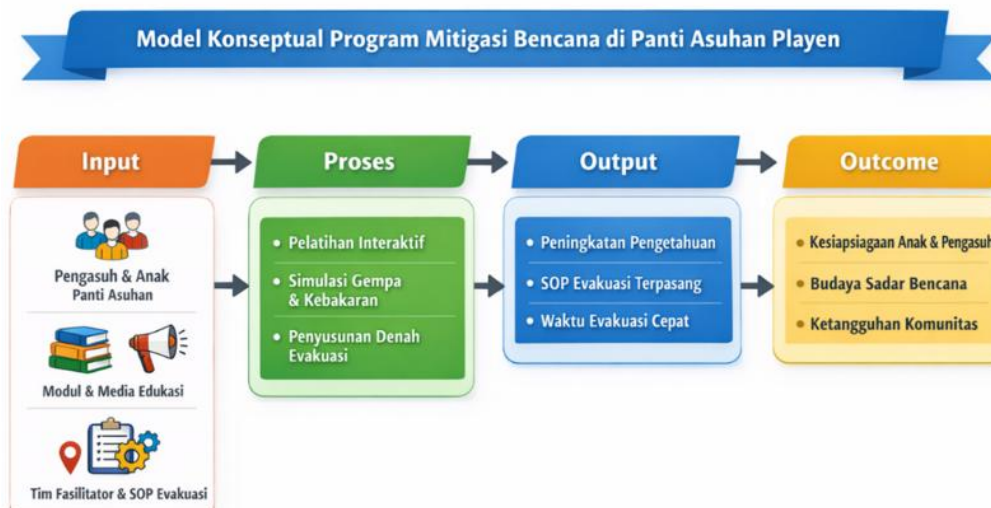 Model Konseptual Program Mitigasi Bencana di Panti Asuhan Playen
Input
Pengasuh & Anak
Panti Asuhan
Modul & Media Edukasi
Tim Fasilitator & SOP Evakuasi
Proses
Pelatihan Interaktif
Simulasi Gempa
& Kebakaran
Penyusunan Denah
Evakuasi
Output
Peningkatan Pengetahuan
SOP Evakuasi Terpasang
Waktu Evakuasi Cepat
Outcome
Kesiapsiagaan Anak & Pengasuh
Budaya Sadar Bencana
Ketangguhan Komunitas